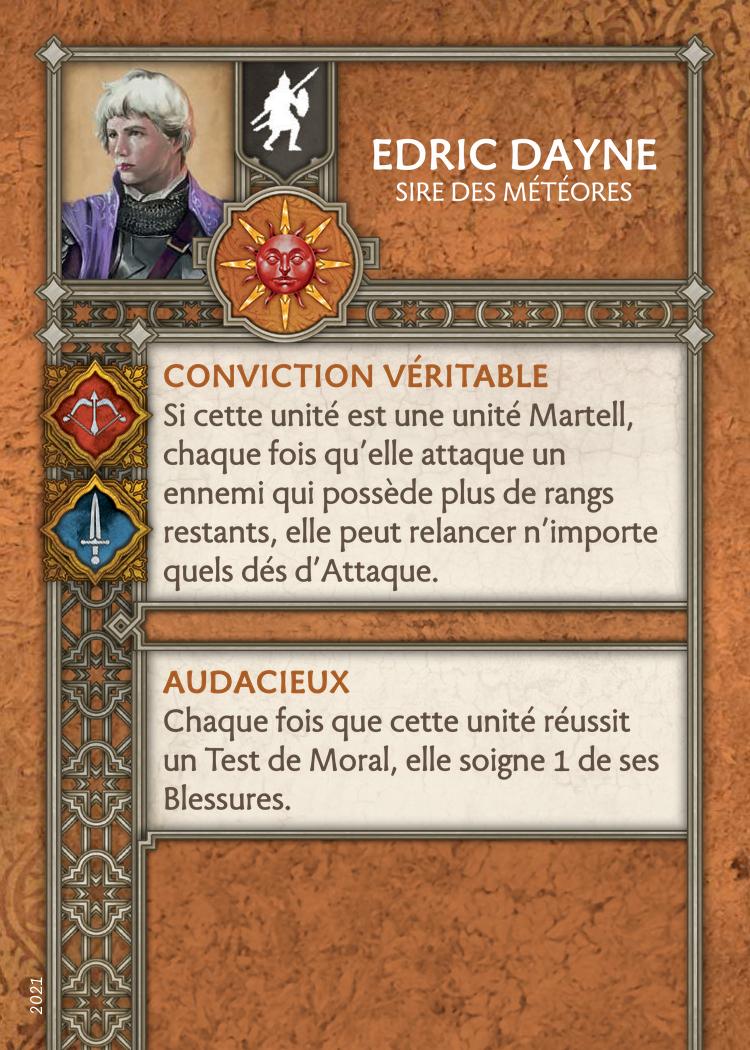 EDRIC DAYNE
SIRE DES MÉTÉORES
CONVICTION VÉRITABLE
Si cette unité est une unité Martell,
chaque fois qu’elle attaque un
ennemi qui possède plus de rangs
restants, elle peut relancer n’importe
quels dés d’Attaque.
AUDACIEUX
Chaque fois que cette unité réussit
un Test de Moral, elle soigne 1 de ses
Blessures.
2021